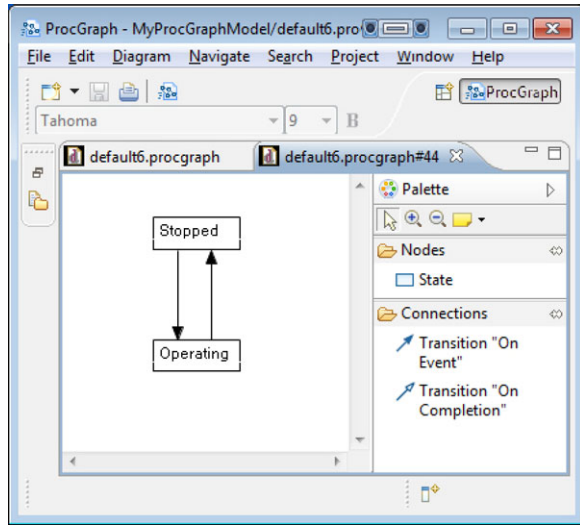 ProcGraph - MyProcGraphModel/default6.pro
File Edit Diagram Navigate Search Project Window Help
ProcGraph
Tahoma 9 B
default6.procgraph default6.procgraph#44
Palette
Nodes
State
Connections
Transition "On
Event"
Transition "On
Completion"
Stopped
Operating